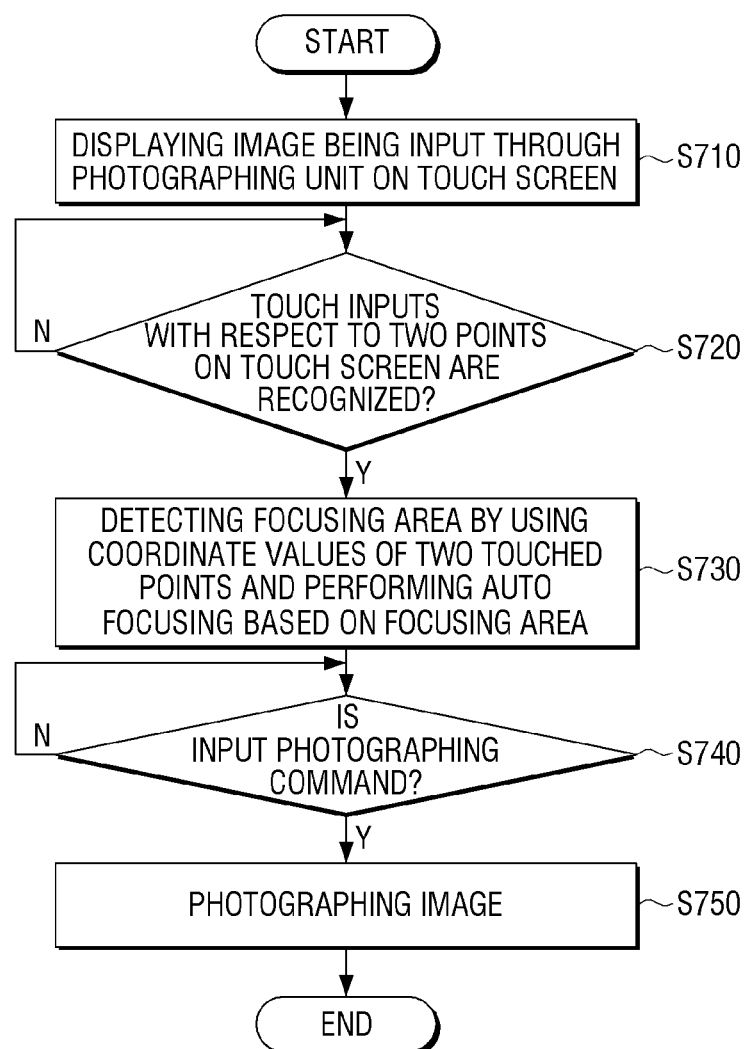 START
DISPLAYING IMAGE BEING INPUT THROUGH
PHOTOGRAPHING UNIT ON TOUCH SCREEN
S710
TOUCH INPUTS
WITH RESPECT TO TWO POINTS
ON TOUCH SCREEN ARE
RECOGNIZED?
N
S720
Y
DETECTING FOCUSING AREA BY USING
COORDINATE VALUES OF TWO TOUCHED
POINTS AND PERFORMING AUTO
FOCUSING BASED ON FOCUSING AREA
S730
IS
INPUT PHOTOGRAPHING
COMMAND?
N
S740
Y
PHOTOGRAPHING IMAGE
S750
END